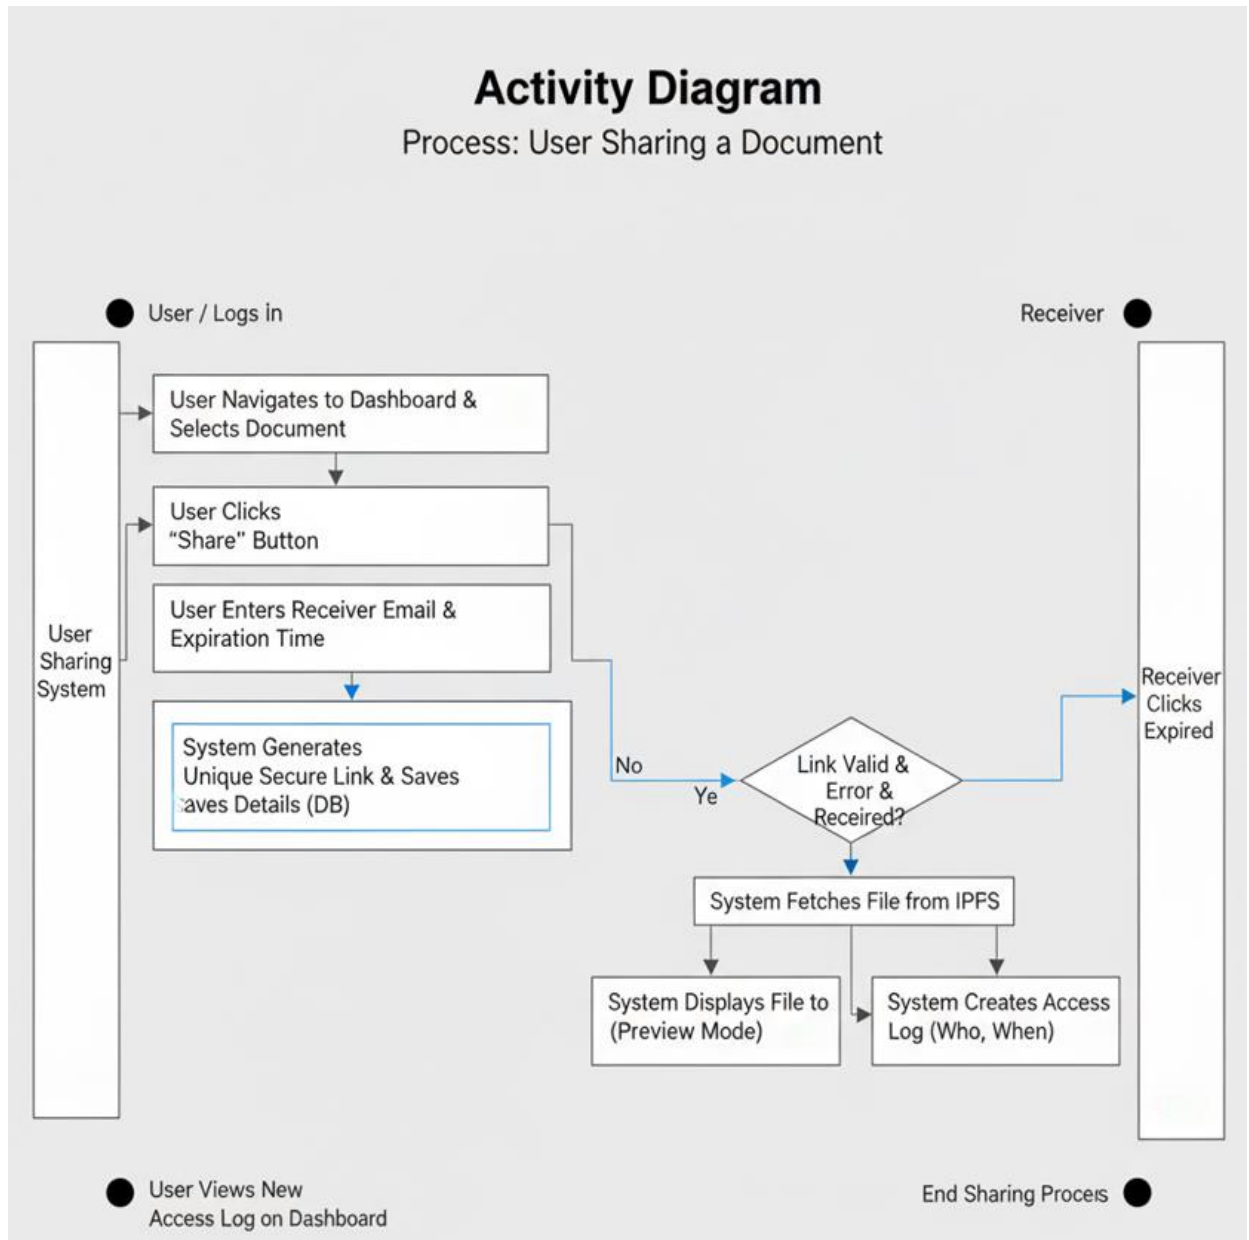 Activity Diagram
Process: User Sharing a Document
User / Logs in
Receiver
User Navigates to Dashboard &
Selects Document
User Clicks
“Share” Button
User Enters Receiver Email &
Expiration Time
User
Sharing
System
System Generates
Unique Secure Link & Saves
saves Details (DB)
No
Ye
Link Valid &
Error &
Receired?
Receiver
Clicks
Expired
System Fetches File from IPFS
System Displays File to
(Preview Mode)
System Creates Access
Log (Who, When)
User Views New
Access Log on Dashboard
End Sharing Procers